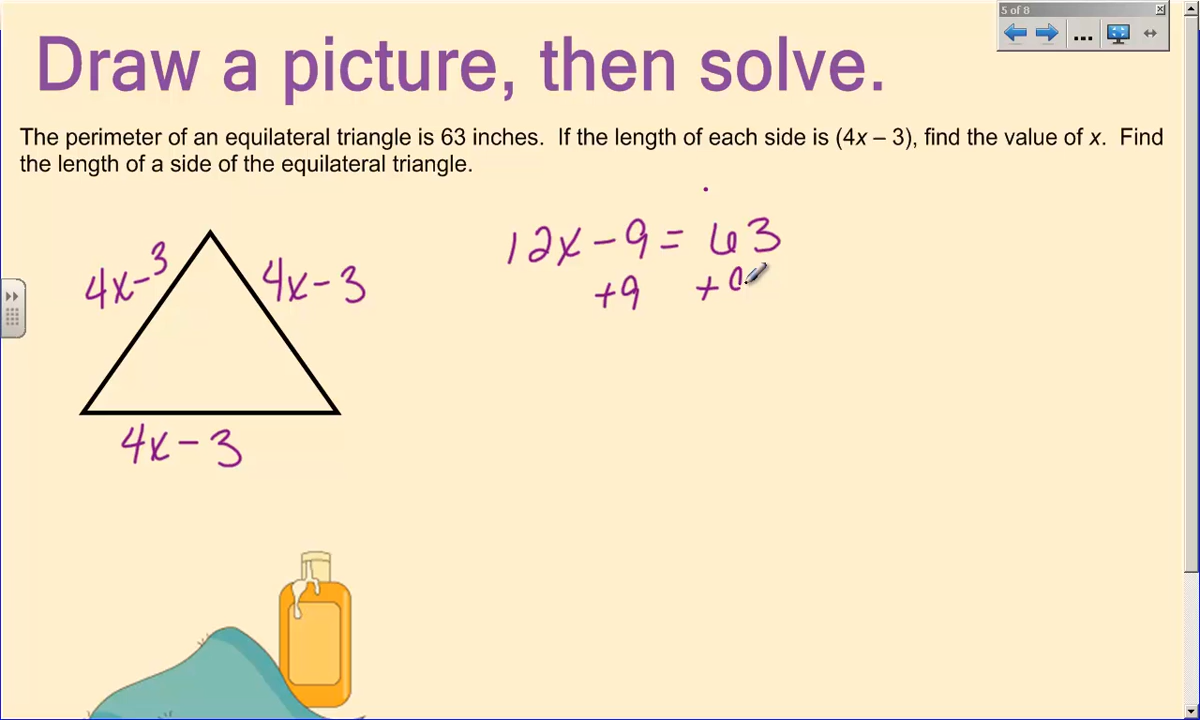 5 of 8
Draw a picture, then solve.
The perimeter of an equilateral triangle is 63 inches. If the length of each side is (4x – 3), find the value of x. Find
the length of a side of the equilateral triangle.
12x – 9 = 63
+9 +
4x – 3
4x – 3
4x – 3